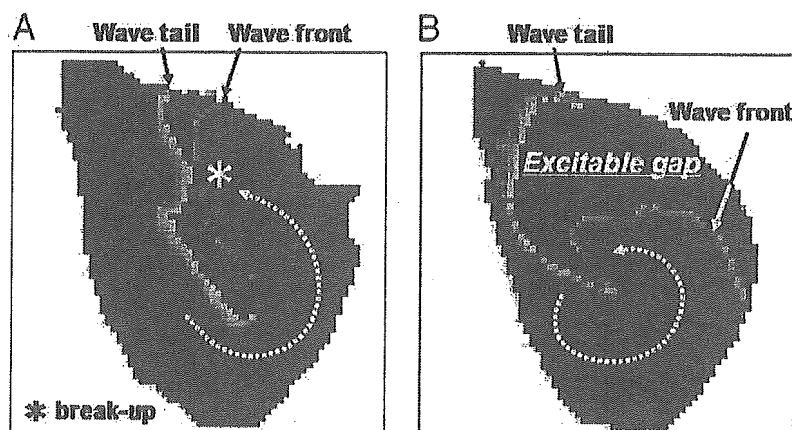 A
Wave tail Wave front
* break-up
B
Wave tail
Wave front
Excitable gap